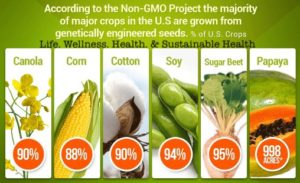 According to the Non-GMO Project the majority
of major crops in the U.S are grown from
genetically engineered seeds. % of U.S. Crops
Life, Wellness, Health, & Sustainable Health
Canola Corn Cotton Soy Sugar Beet Papaya
90% 88% 90% 94% 95% 998
ACRES